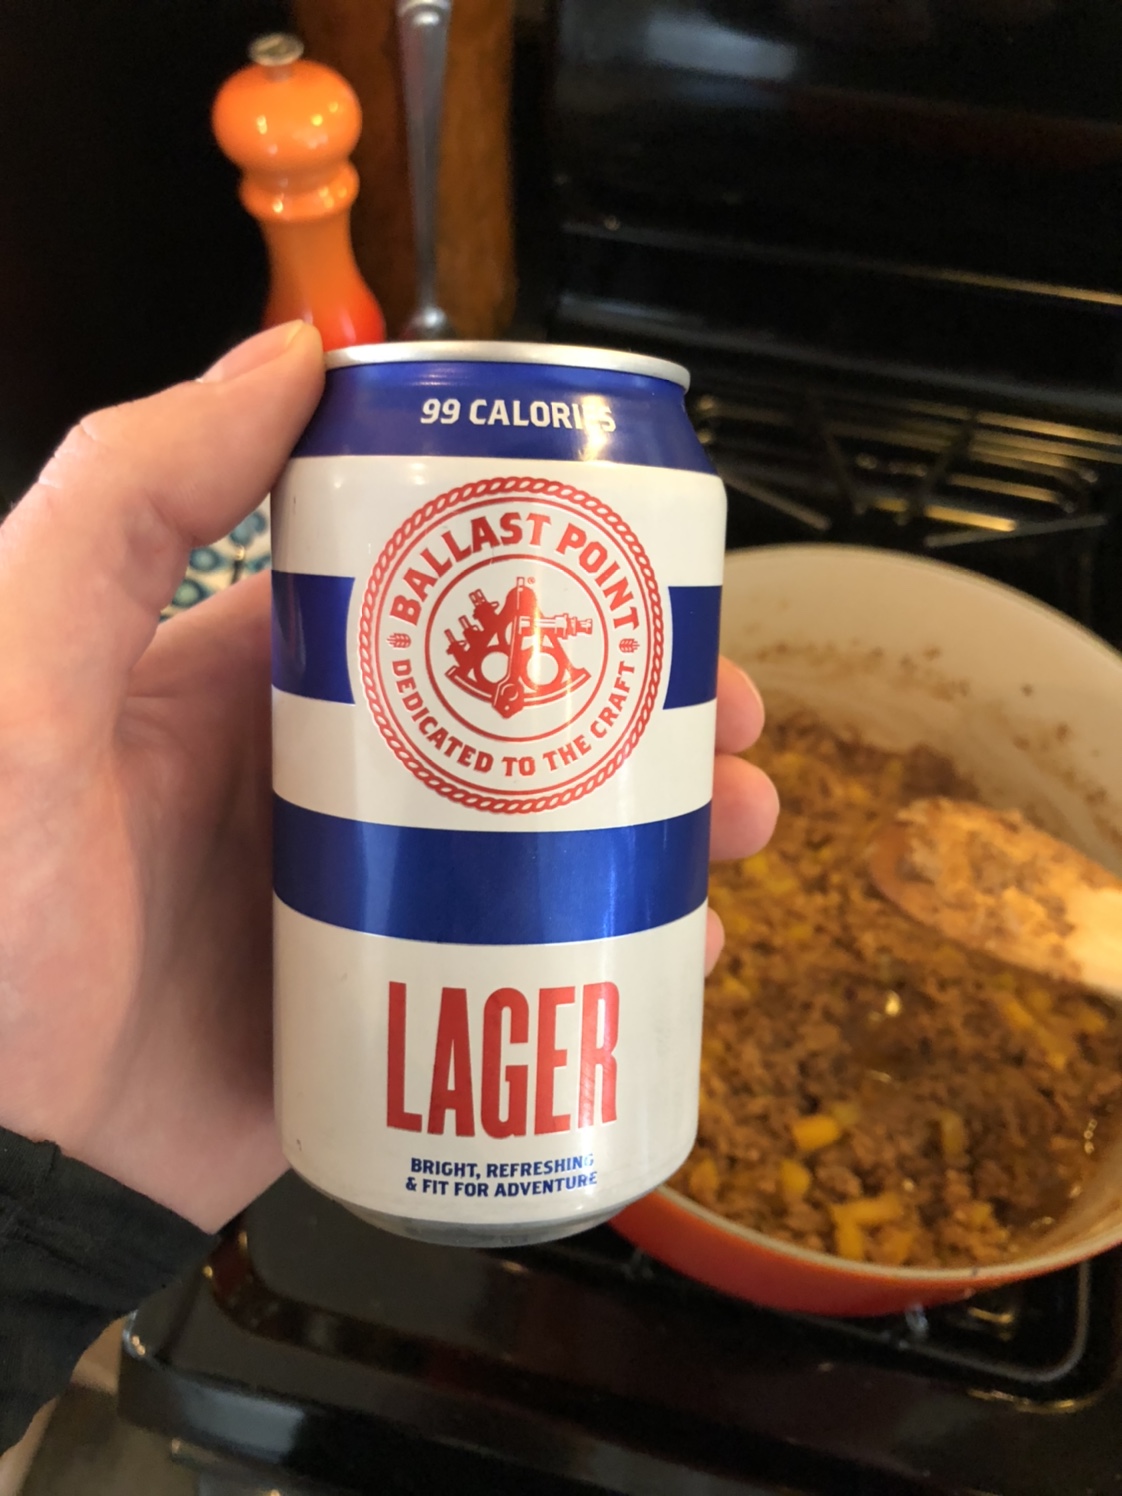 99 CALORIES
BALLAST POINT
DEDICATED TO THE CRAFT
LAGER
BRIGHT, REFRESHING
& FIT FOR ADVENTURE